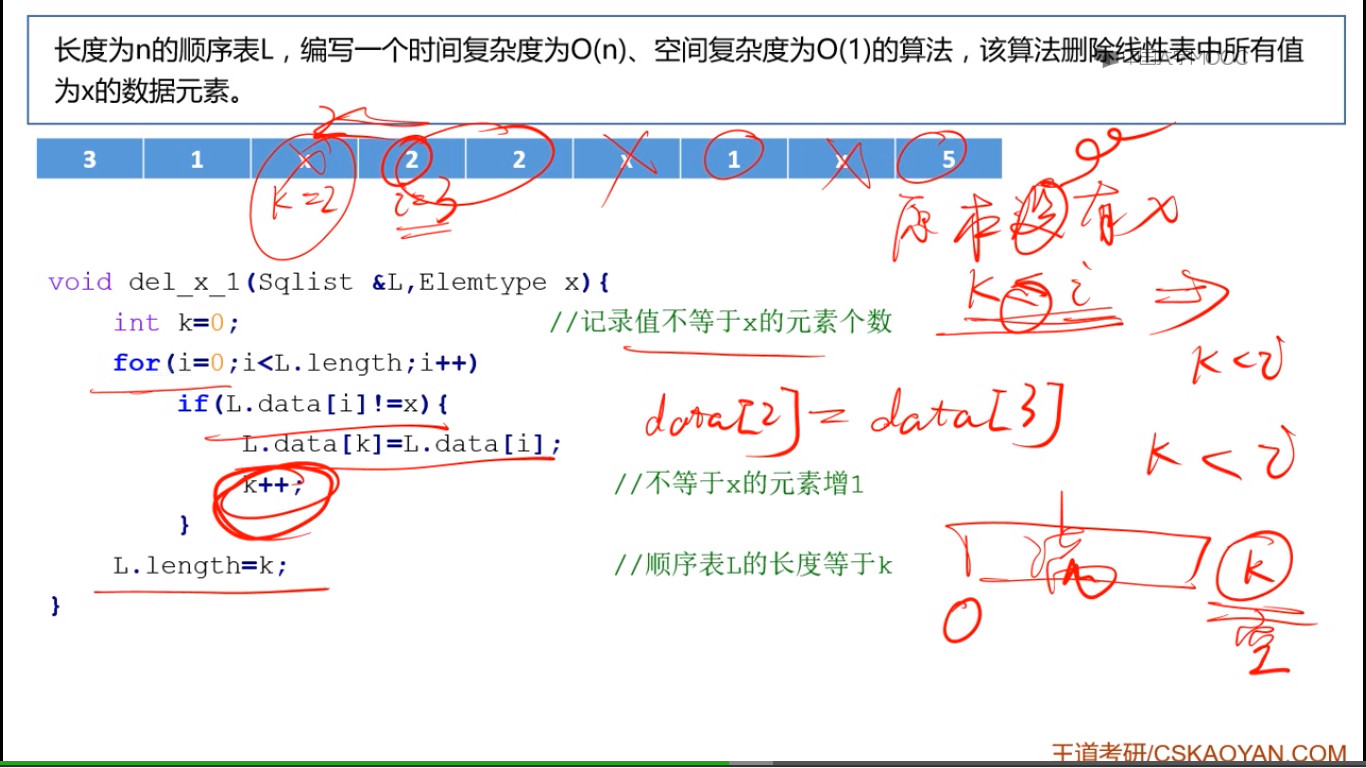 长度为n的顺序表L，编写一个时间复杂度为O(n)、空间复杂度为O(1)的算法，该算法删除线性表中所有值
为x的数据元素。
3 1 x 2 2 x 1 x 5
k=2 i=3
原本没有x
void del_x_1(Sqlist &L,Elemtype x){
k = i ⇒
int k=0; //记录值不等于x的元素个数
for(i=0;i<L.length;i++)
k<i
if(L.data[i]!=x){
data[2]=data[3]
L.data[k]=L.data[i];
k<i
k++; //不等于x的元素增1
}
L.length=k; //顺序表L的长度等于k
满 k
0
空
}
王道考研/CSKAOYAN.COM